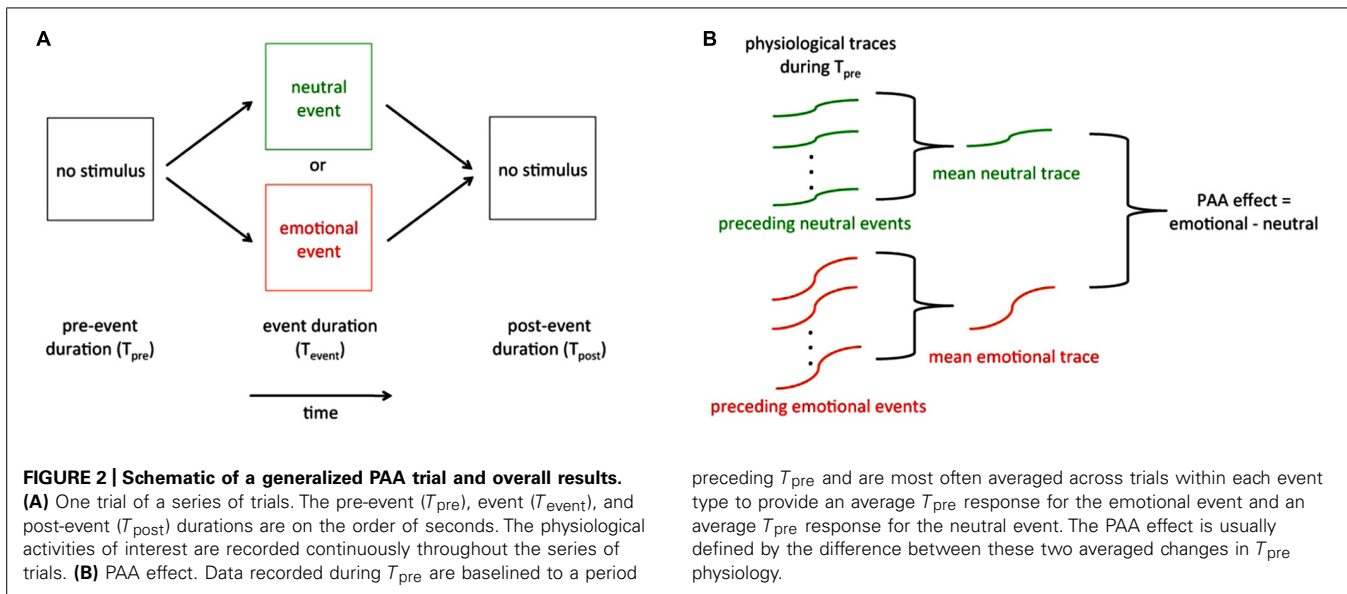 A
neutral
event
no stimulus
or
no stimulus
emotional
event
pre-event
duration (Tpre)
event duration
(Tevent)
post-event
duration (Tpost)
time
B
physiological traces
during Tpre
preceding neutral events
mean neutral trace
PAA effect =
emotional - neutral
preceding emotional events
mean emotional trace
FIGURE 2 | Schematic of a generalized PAA trial and overall results.
(A) One trial of a series of trials. The pre-event (Tpre), event (Tevent), and
post-event (Tpost) durations are on the order of seconds. The physiological
activities of interest are recorded continuously throughout the series of
trials. (B) PAA effect. Data recorded during Tpre are baselined to a period
preceding Tpre and are most often averaged across trials within each event
type to provide an average Tpre response for the emotional event and an
average Tpre response for the neutral event. The PAA effect is usually
defined by the difference between these two averaged changes in Tpre
physiology.